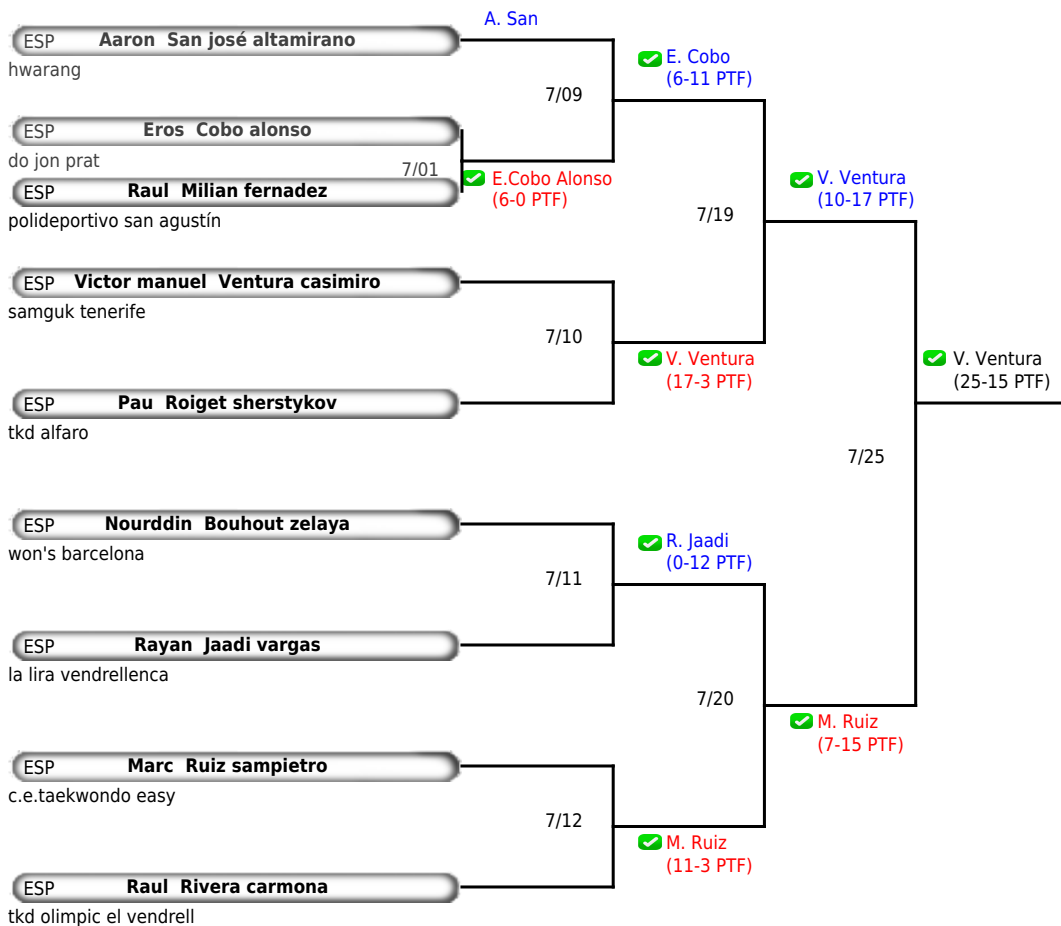 A. San
ESP Aaron San josé altamirano
hwarang
E. Cobo
(6-11 PTF)
7/09
ESP Eros Cobo alonso
do jon prat
7/01
E.Cobo Alonso
(6-0 PTF)
ESP Raul Milian fernadez
polideportivo san agustín
V. Ventura
(10-17 PTF)
7/19
ESP Victor manuel Ventura casimiro
samguk tenerife
7/10
V. Ventura
(17-3 PTF)
V. Ventura
(25-15 PTF)
ESP Pau Roiget sherstykov
tkd alfaro
7/25
ESP Nourddin Bouhout zelaya
won's barcelona
R. Jaadi
(0-12 PTF)
7/11
ESP Rayan Jaadi vargas
la lira vendrellenca
7/20
M. Ruiz
(7-15 PTF)
ESP Marc Ruiz sampietro
c.e.taekwondo easy
7/12
M. Ruiz
(11-3 PTF)
ESP Raul Rivera carmona
tkd olimpic el vendrell